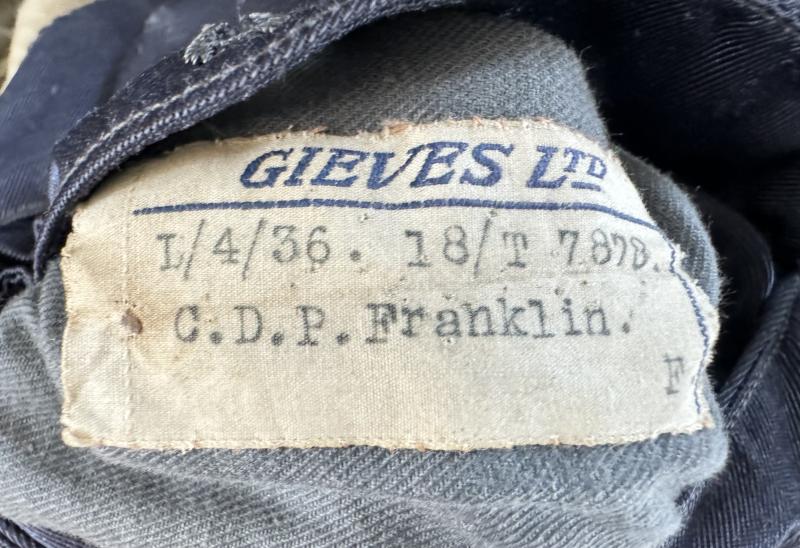 GIEVES LTD
L/4/36. 18/T 7878.
C.D.P.Franklin.
F